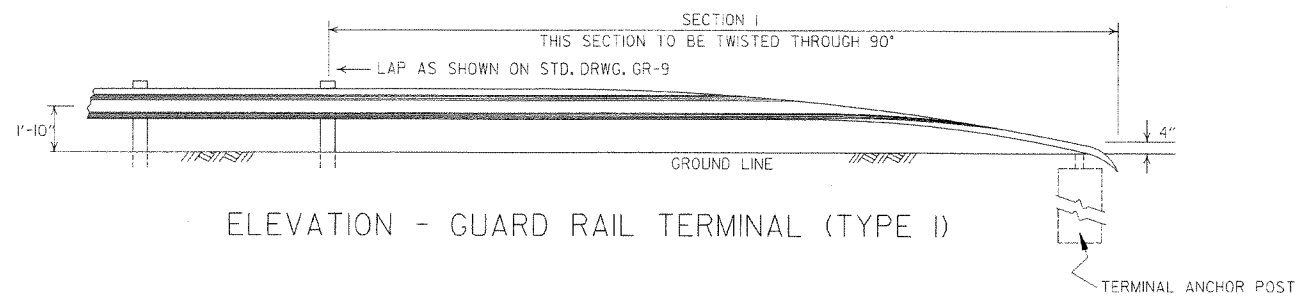 SECTION I
THIS SECTION TO BE TWISTED THROUGH 90°
LAP AS SHOWN ON STD. DRWG. GR-9
1'-10"
4"
GROUND LINE
ELEVATION - GUARD RAIL TERMINAL (TYPE I)
TERMINAL ANCHOR POST